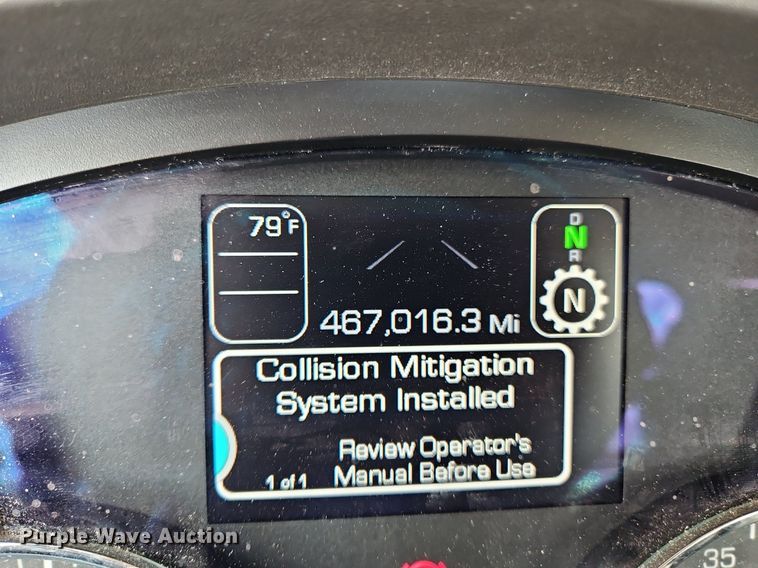 79°F
D
N
R
N
467,016.3 Mi
Collision Mitigation
System Installed
Review Operator's
1 of 1 Manual Before Use
35
Purple Wave Auction